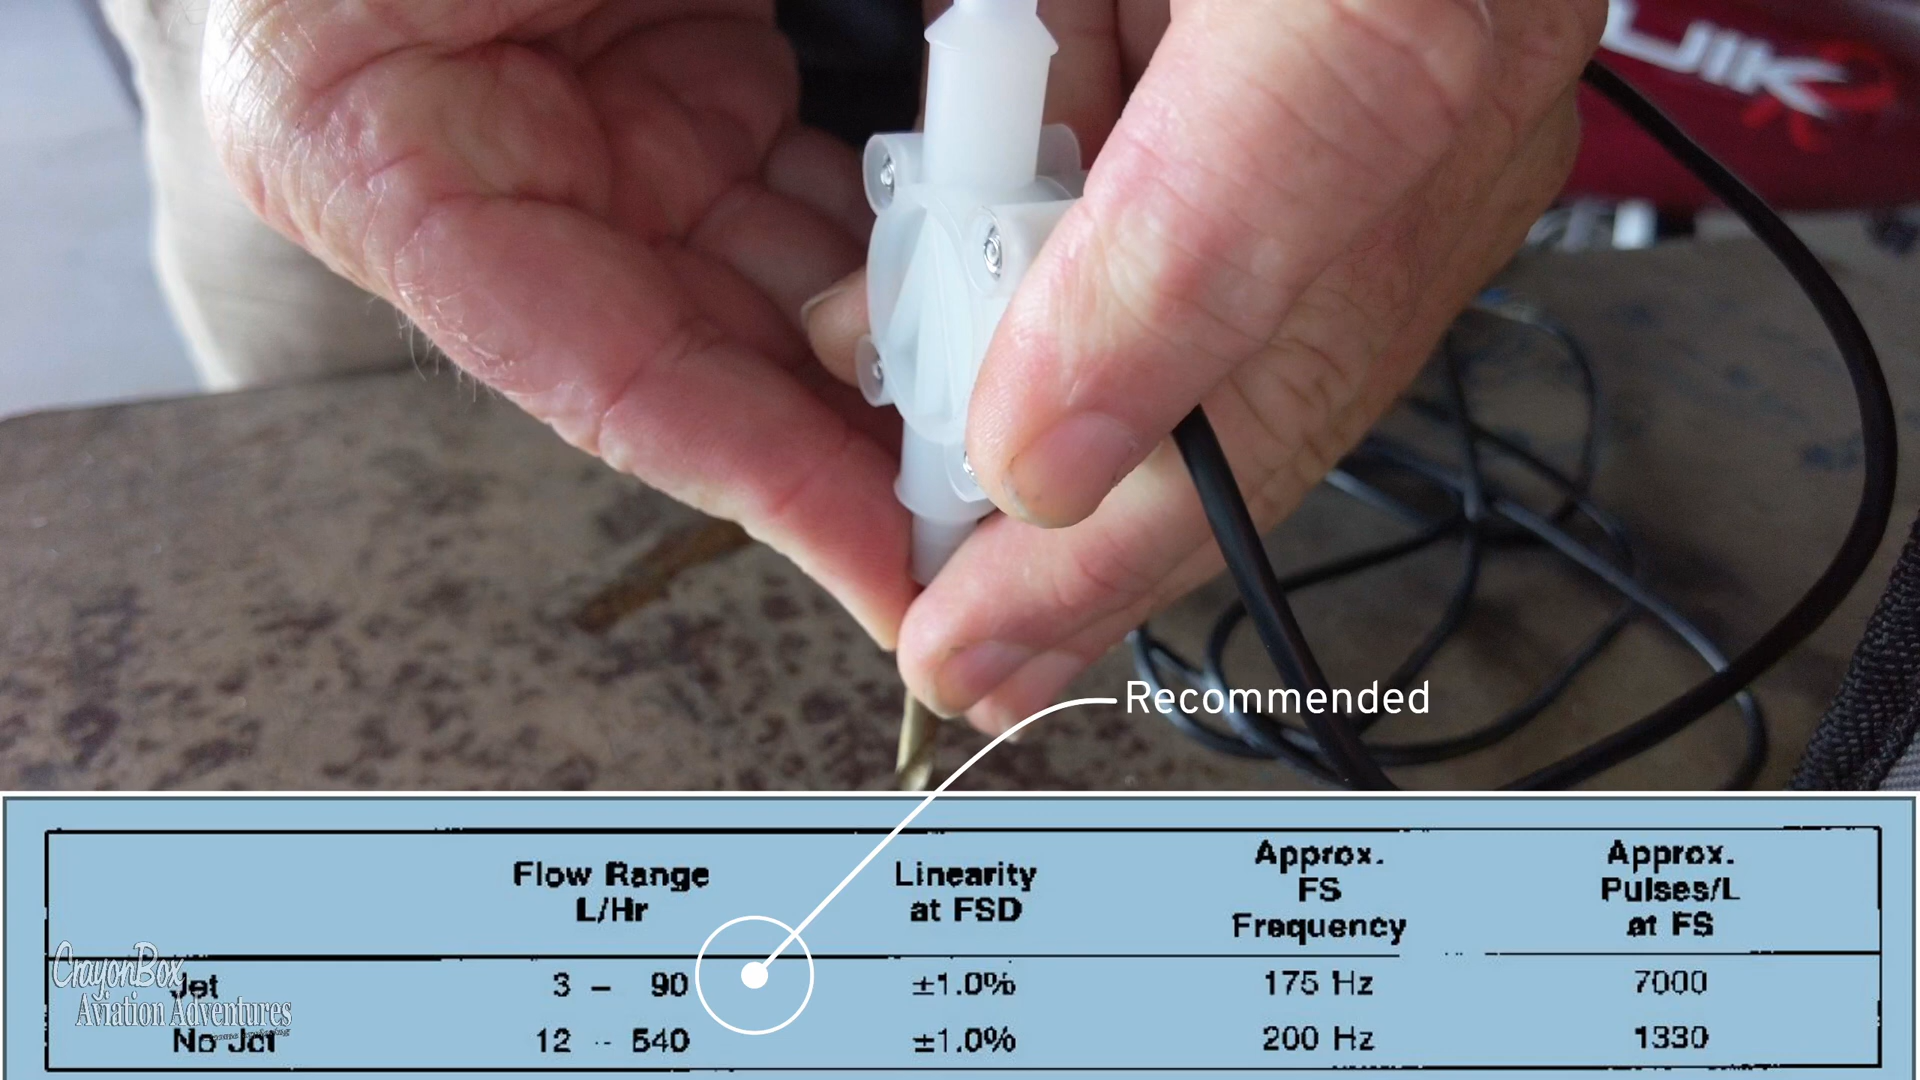 UIK
Recommended
Flow Range Linearity Approx. Approx.
L/Hr at FSD FS Pulses/L
Frequency at FS
Jet 3 – 90 ±1.0% 175 Hz 7000
No Jet 12 - 540 ±1.0% 200 Hz 1330
CrayonBox
Aviation Adventures